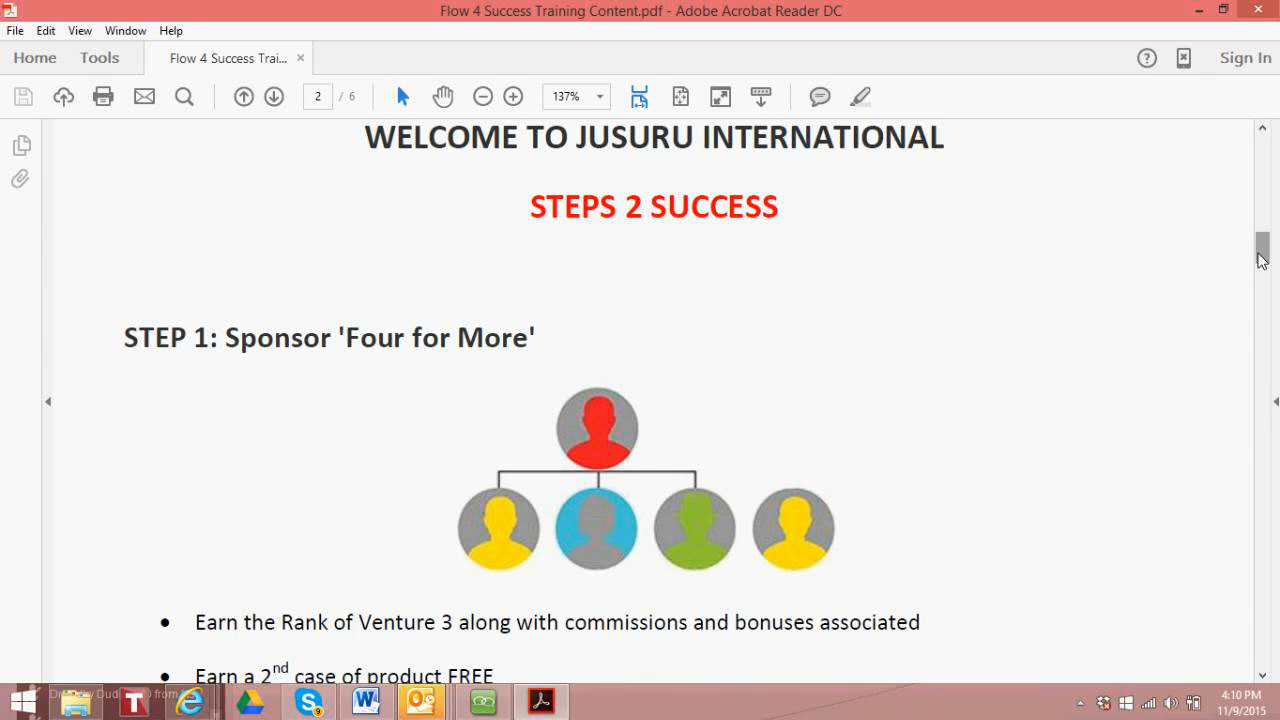 Flow 4 Success Training Content.pdf - Adobe Acrobat Reader DC
File Edit View Window Help
Home Tools Flow 4 Success Trai... × Sign In
2 / 6 137%
WELCOME TO JUSURU INTERNATIONAL
STEPS 2 SUCCESS
STEP 1: Sponsor 'Four for More'
• Earn the Rank of Venture 3 along with commissions and bonuses associated
• Earn a 2nd case of product FREE
4:10 PM
11/9/2015